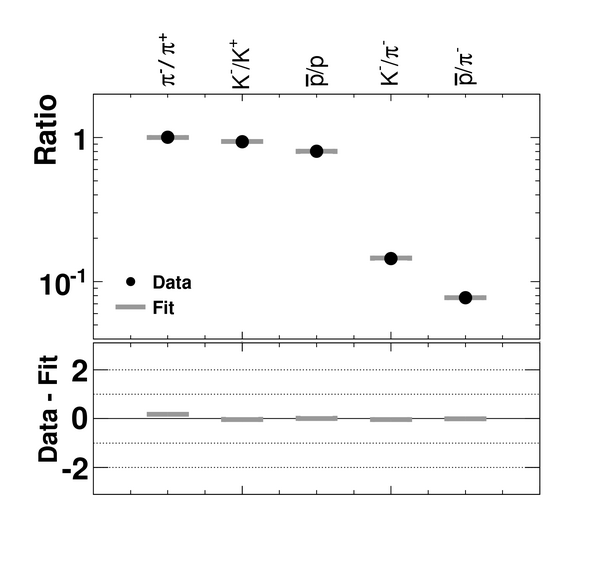 π⁻/π⁺
K⁻/K⁺
p̅/p
K⁻/π⁻
p̅/π⁻
Ratio
1
10⁻¹
Data
Fit
Data - Fit
2
0
-2